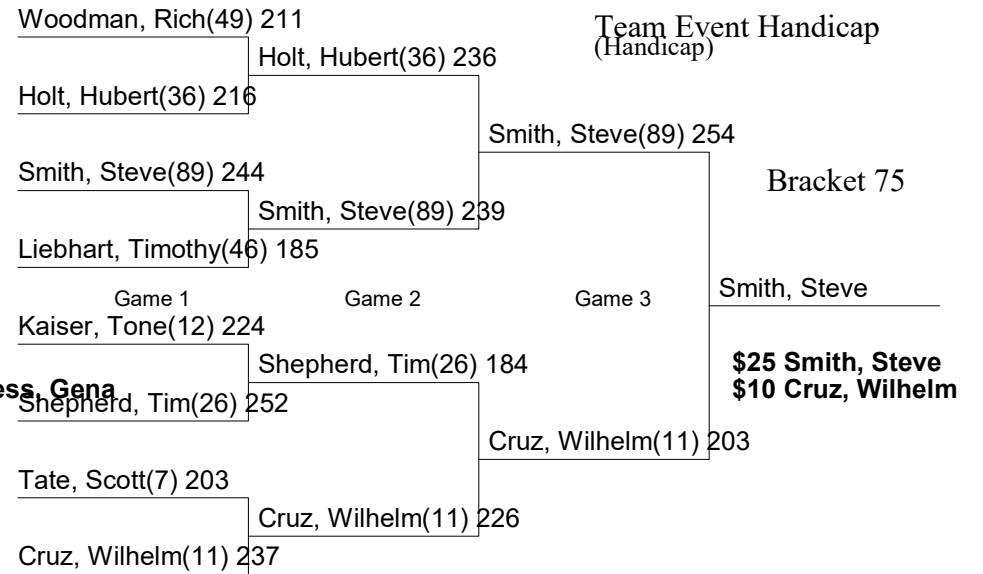 Woodman, Rich(49) 211
Team Event Handicap
(Handicap)
Holt, Hubert(36) 236
Holt, Hubert(36) 216
Smith, Steve(89) 254
Smith, Steve(89) 244
Bracket 75
Smith, Steve(89) 239
Liebhart, Timothy(46) 185
Game 1
Game 2
Game 3
Smith, Steve
Kaiser, Tone(12) 224
Shepherd, Tim(26) 184
$25 Smith, Steve
$10 Cruz, Wilhelm
ess, Gena
Shepherd, Tim(26) 252
Cruz, Wilhelm(11) 203
Tate, Scott(7) 203
Cruz, Wilhelm(11) 226
Cruz, Wilhelm(11) 237